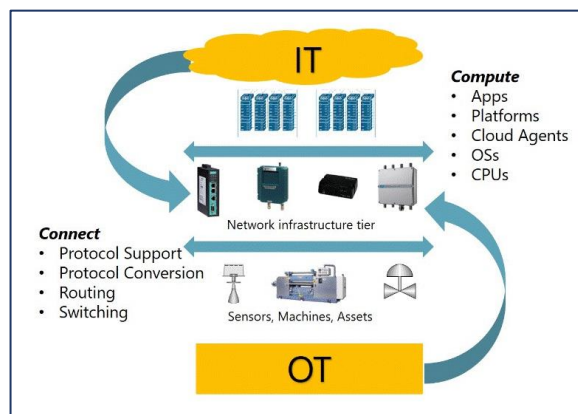 IT
Compute
• Apps
• Platforms
• Cloud Agents
• OSs
• CPUs
Network infrastructure tier
Connect
• Protocol Support
• Protocol Conversion
• Routing
• Switching
Sensors, Machines, Assets
OT